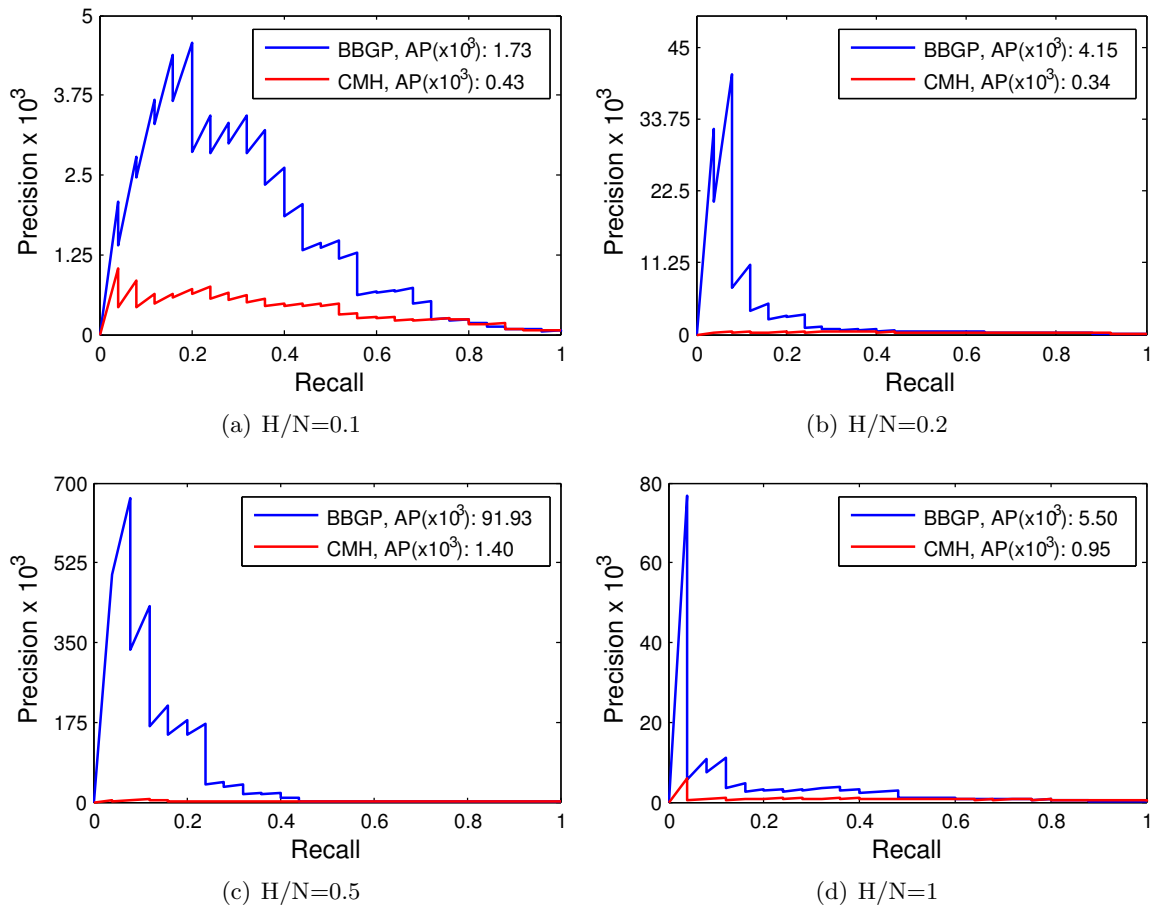 5
3.75
2.5
1.25
0
Precision x 10³
BBGP, AP(x10³): 1.73
CMH, AP(x10³): 0.43
0 0.2 0.4 0.6 0.8 1
Recall
(a) H/N=0.1
45
33.75
22.5
11.25
0
Precision x 10³
BBGP, AP(x10³): 4.15
CMH, AP(x10³): 0.34
0 0.2 0.4 0.6 0.8 1
Recall
(b) H/N=0.2
700
525
350
175
0
Precision x 10³
BBGP, AP(x10³): 91.93
CMH, AP(x10³): 1.40
0 0.2 0.4 0.6 0.8 1
Recall
(c) H/N=0.5
80
60
40
20
0
Precision x 10³
BBGP, AP(x10³): 5.50
CMH, AP(x10³): 0.95
0 0.2 0.4 0.6 0.8 1
Recall
(d) H/N=1